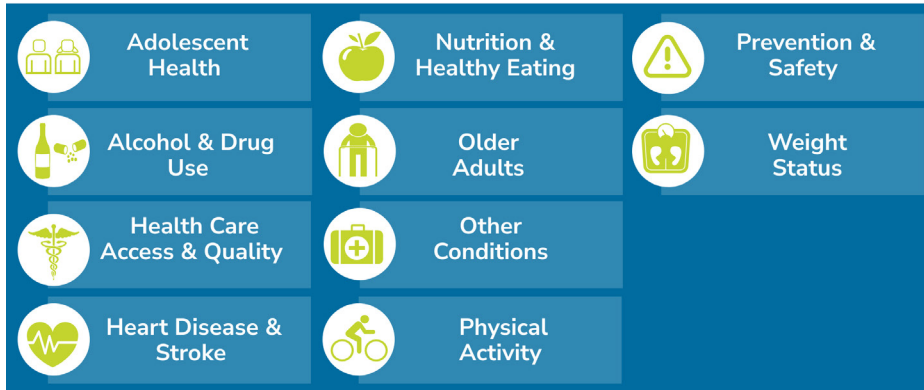 Adolescent
Health
Alcohol & Drug
Use
Health Care
Access & Quality
Heart Disease &
Stroke
Nutrition &
Healthy Eating
Older
Adults
Other
Conditions
Physical
Activity
Prevention &
Safety
Weight
Status